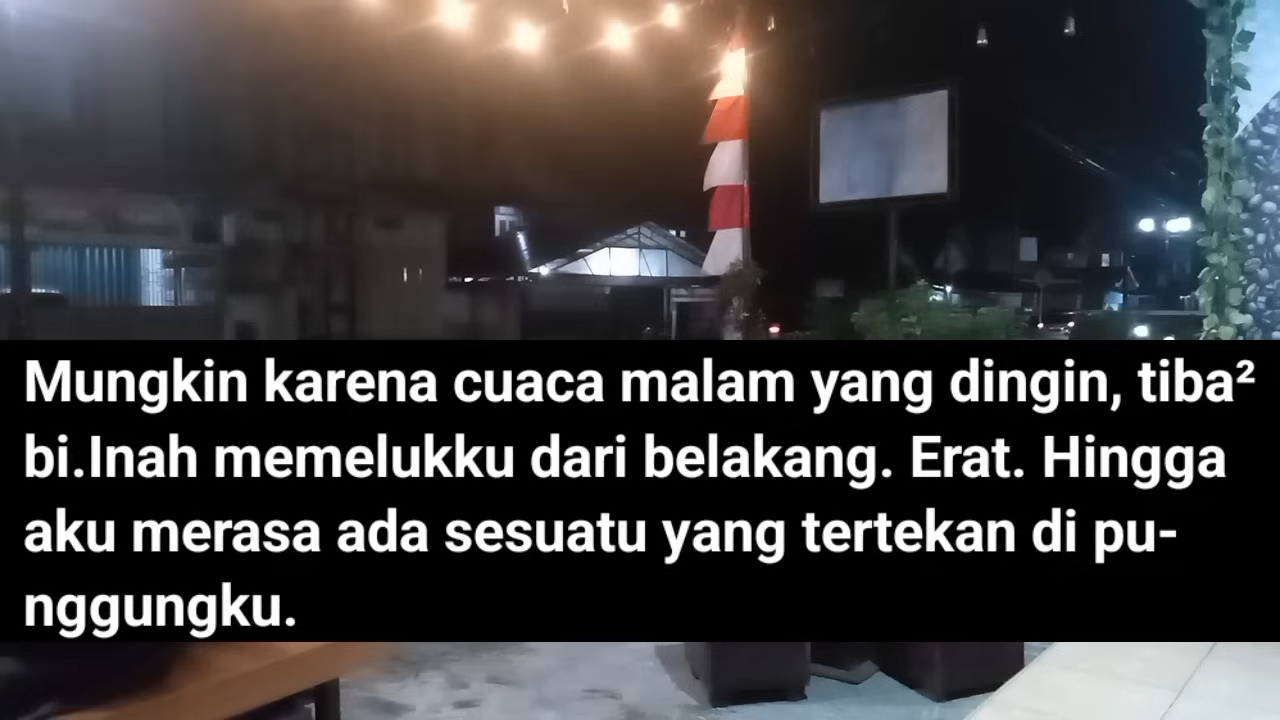 Mungkin karena cuaca malam yang dingin, tiba²
bi.Inah memelukku dari belakang. Erat. Hingga
aku merasa ada sesuatu yang tertekan di pu-
nggungku.